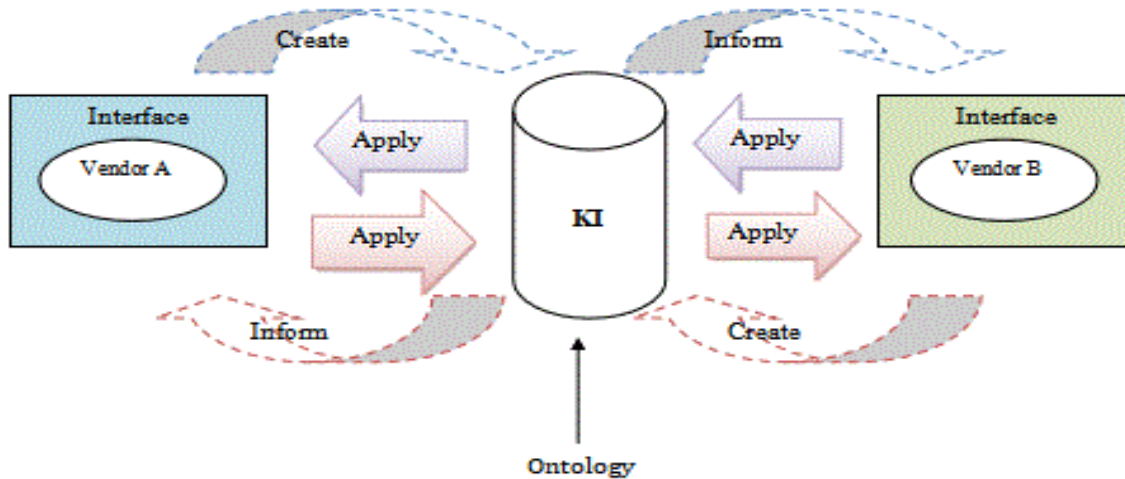 Create
Inform
Interface
Interface
Apply
Apply
Vendor A
Vendor B
KI
Apply
Apply
Inform
Create
Ontology